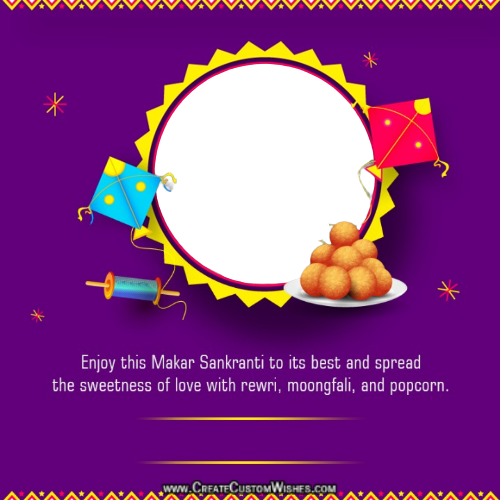 Enjoy this Makar Sankranti to its best and spread
the sweetness of love with rewri, moongfali, and popcorn.
www.CreateCustomWishes.com